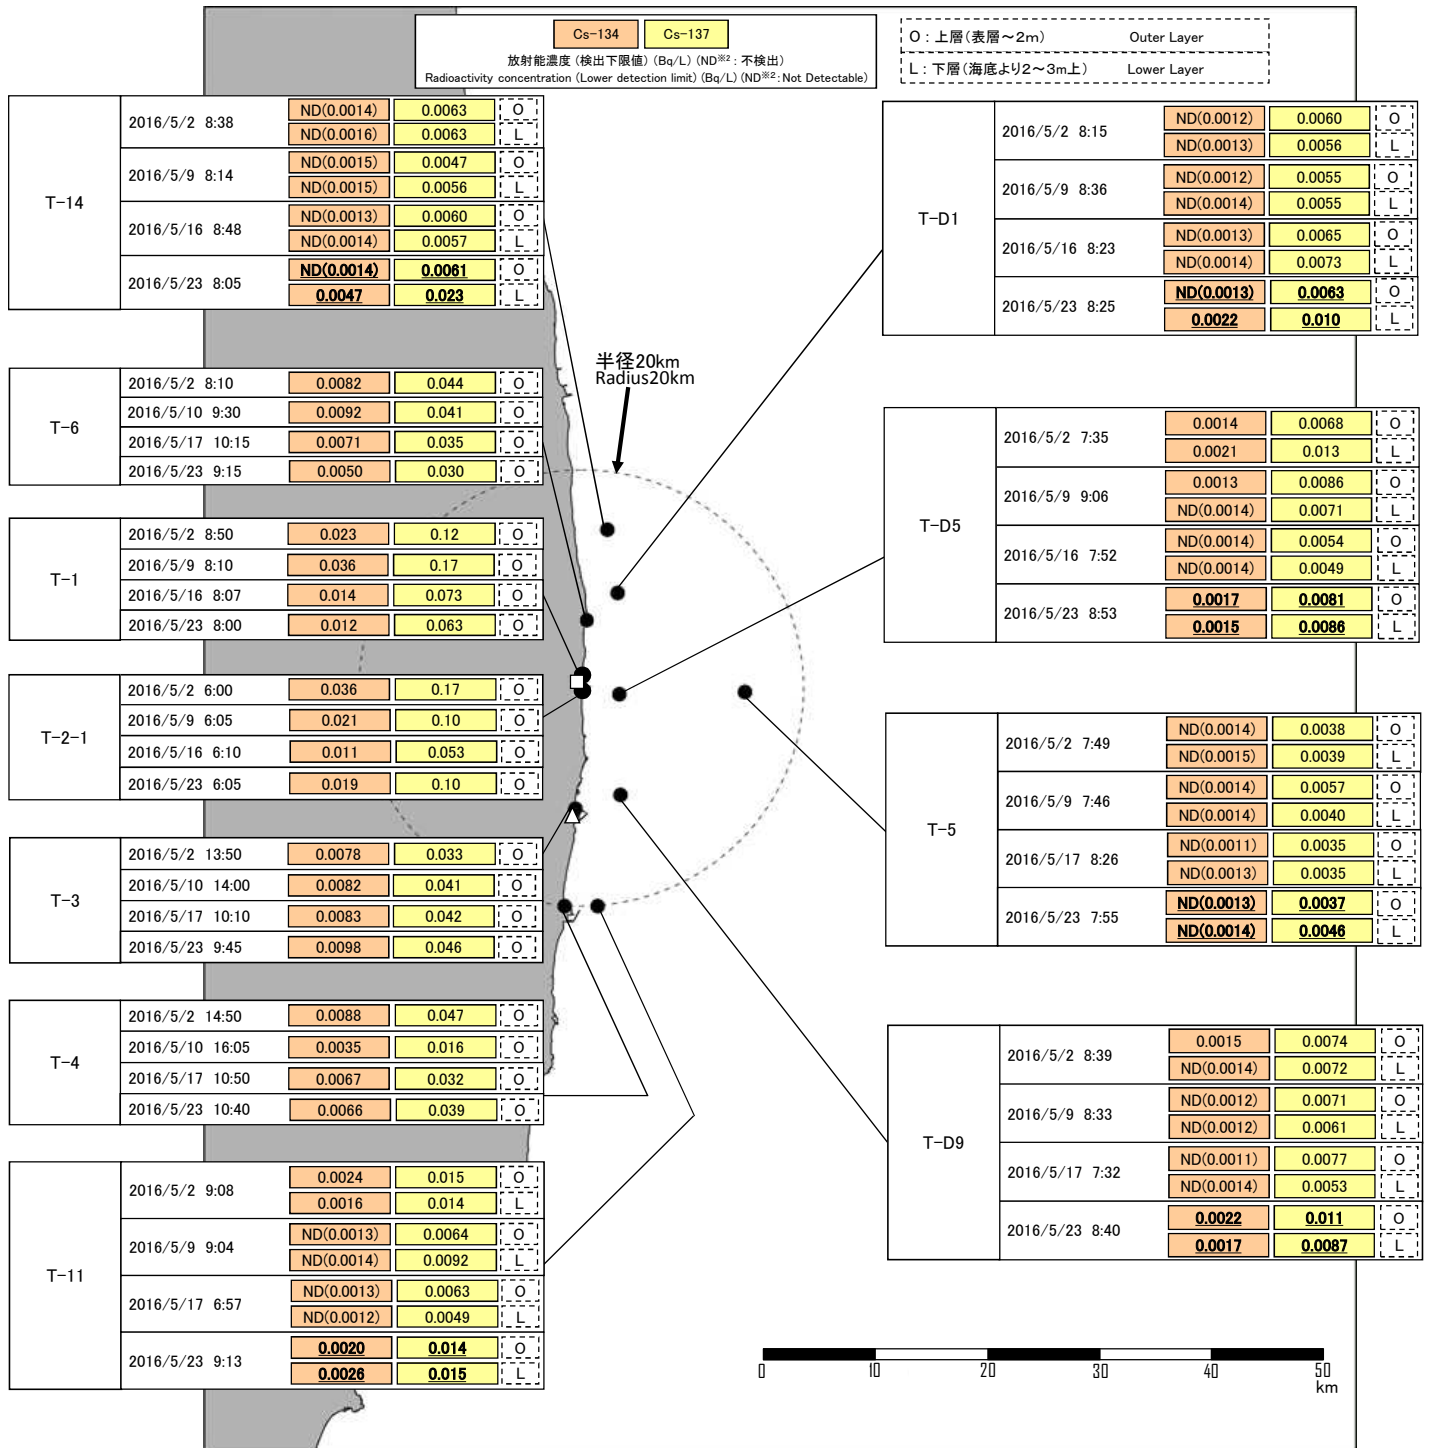 Cs-134 Cs-137
放射能濃度 (検出下限値) (Bq/L) (ND※2 : 不検出)
Radioactivity concentration (Lower detection limit) (Bq/L) (ND※2 : Not Detectable)
O : 上層(表層～2m) Outer Layer
L : 下層(海底より2～3m上) Lower Layer
T-14
2016/5/2 8:38
ND(0.0014) 0.0063 O
ND(0.0016) 0.0063 L
2016/5/9 8:14
ND(0.0015) 0.0047 O
ND(0.0015) 0.0056 L
2016/5/16 8:48
ND(0.0013) 0.0060 O
ND(0.0014) 0.0057 L
2016/5/23 8:05
ND(0.0014) 0.0061 O
0.0047 0.023 L
T-6
2016/5/2 8:10 0.0082 0.044 O
2016/5/10 9:30 0.0092 0.041 O
2016/5/17 10:15 0.0071 0.035 O
2016/5/23 9:15 0.0050 0.030 O
T-1
2016/5/2 8:50 0.023 0.12 O
2016/5/9 8:10 0.036 0.17 O
2016/5/16 8:07 0.014 0.073 O
2016/5/23 8:00 0.012 0.063 O
T-2-1
2016/5/2 6:00 0.036 0.17 O
2016/5/9 6:05 0.021 0.10 O
2016/5/16 6:10 0.011 0.053 O
2016/5/23 6:05 0.019 0.10 O
T-3
2016/5/2 13:50 0.0078 0.033 O
2016/5/10 14:00 0.0082 0.041 O
2016/5/17 10:10 0.0083 0.042 O
2016/5/23 9:45 0.0098 0.046 O
T-4
2016/5/2 14:50 0.0088 0.047 O
2016/5/10 16:05 0.0035 0.016 O
2016/5/17 10:50 0.0067 0.032 O
2016/5/23 10:40 0.0066 0.039 O
T-11
2016/5/2 9:08
0.0024 0.015 O
0.0016 0.014 L
2016/5/9 9:04
ND(0.0013) 0.0064 O
ND(0.0014) 0.0092 L
2016/5/17 6:57
ND(0.0013) 0.0063 O
ND(0.0012) 0.0049 L
2016/5/23 9:13
0.0020 0.014 O
0.0026 0.015 L
半径20km
Radius20km
T-D1
2016/5/2 8:15
ND(0.0012) 0.0060 O
ND(0.0013) 0.0056 L
2016/5/9 8:36
ND(0.0012) 0.0055 O
ND(0.0014) 0.0055 L
2016/5/16 8:23
ND(0.0013) 0.0065 O
ND(0.0014) 0.0073 L
2016/5/23 8:25
ND(0.0013) 0.0063 O
0.0022 0.010 L
T-D5
2016/5/2 7:35
0.0014 0.0068 O
0.0021 0.013 L
2016/5/9 9:06
0.0013 0.0086 O
ND(0.0014) 0.0071 L
2016/5/16 7:52
ND(0.0014) 0.0054 O
ND(0.0014) 0.0049 L
2016/5/23 8:53
0.0017 0.0081 O
0.0015 0.0086 L
T-5
2016/5/2 7:49
ND(0.0014) 0.0038 O
ND(0.0015) 0.0039 L
2016/5/9 7:46
ND(0.0014) 0.0057 O
ND(0.0014) 0.0040 L
2016/5/17 8:26
ND(0.0011) 0.0035 O
ND(0.0013) 0.0035 L
2016/5/23 7:55
ND(0.0013) 0.0037 O
ND(0.0014) 0.0046 L
T-D9
2016/5/2 8:39
0.0015 0.0074 O
ND(0.0014) 0.0072 L
2016/5/9 8:33
ND(0.0012) 0.0071 O
ND(0.0012) 0.0061 L
2016/5/17 7:32
ND(0.0011) 0.0077 O
ND(0.0014) 0.0053 L
2016/5/23 8:40
0.0022 0.011 O
0.0017 0.0087 L
0 10 20 30 40 50
km